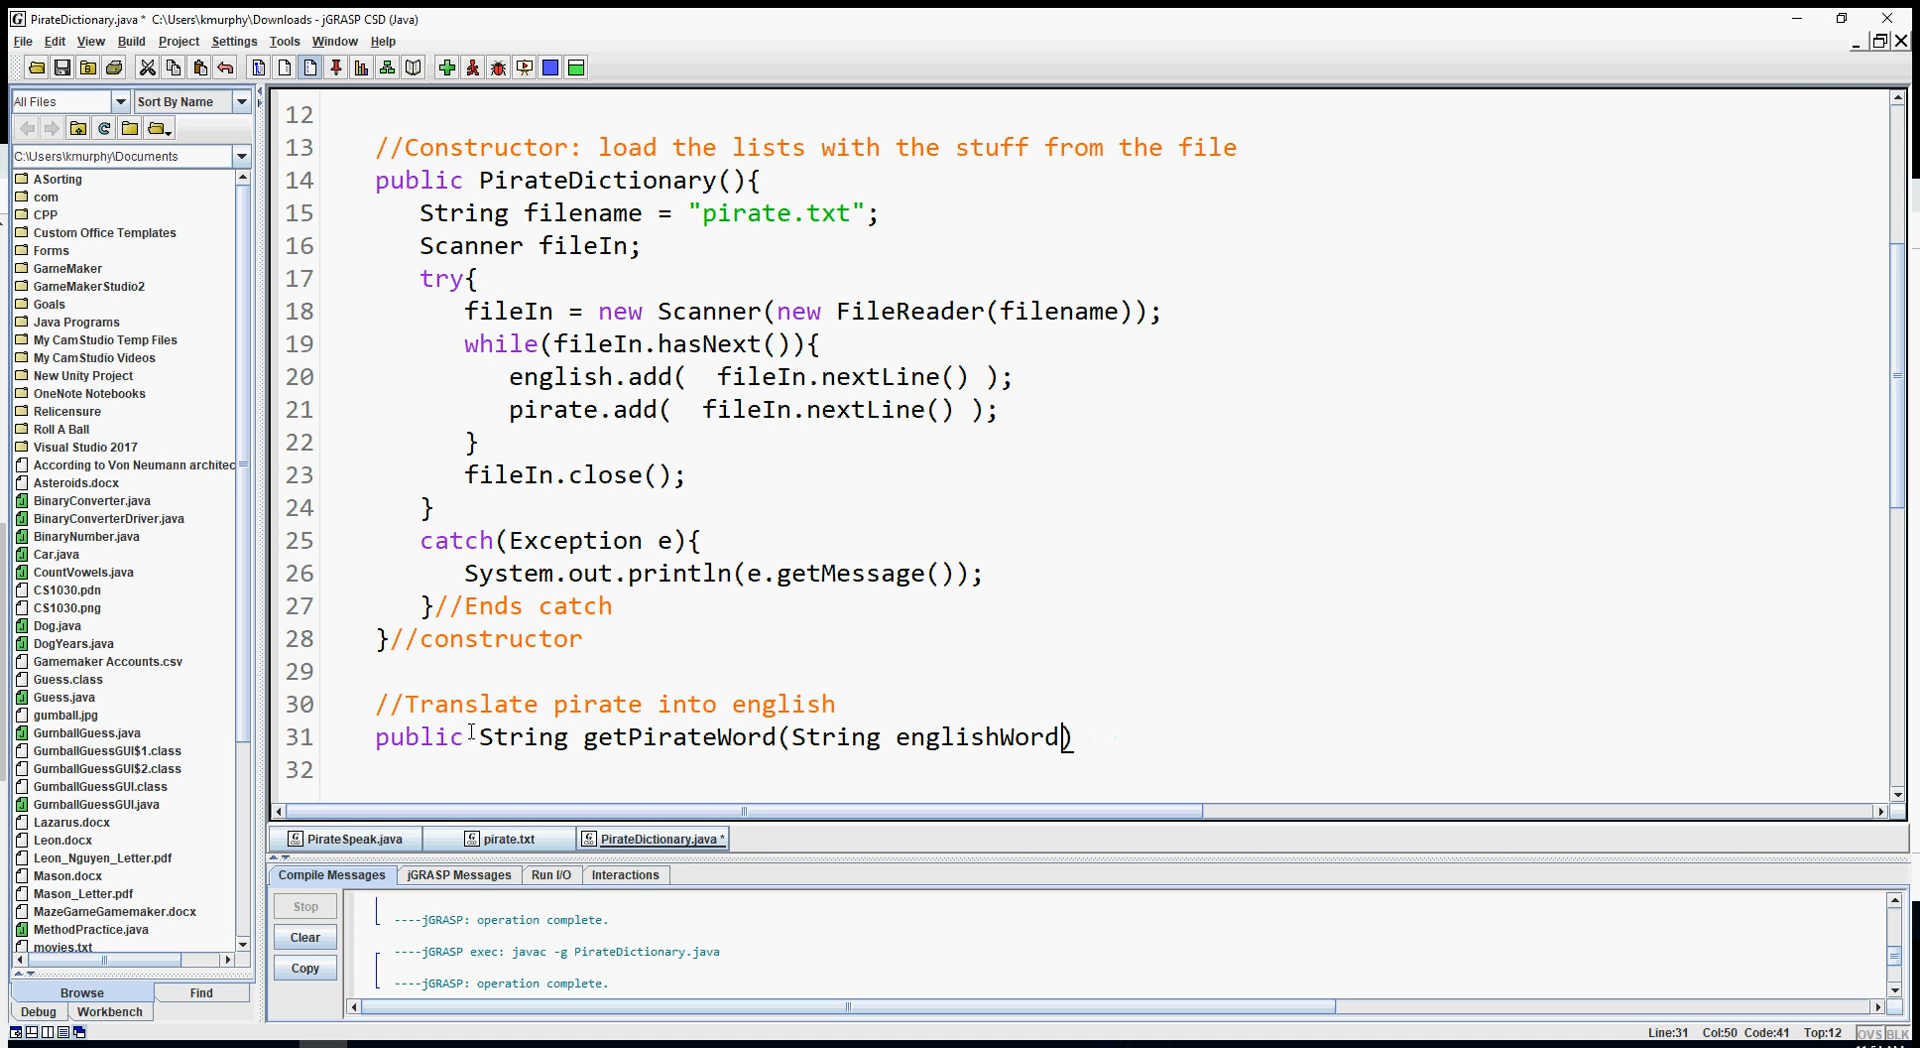 PirateDictionary.java * C:\Users\kmurphy\Downloads - jGRASP CSD (Java)
File Edit View Build Project Settings Tools Window Help
All Files Sort By Name
C:\Users\kmurphy\Documents
ASorting
com
CPP
Custom Office Templates
Forms
GameMaker
GameMakerStudio2
Goals
Java Programs
My CamStudio Temp Files
My CamStudio Videos
New Unity Project
OneNote Notebooks
Relicensure
Roll A Ball
Visual Studio 2017
According to Von Neumann architec
Asteroids.docx
BinaryConverter.java
BinaryConverterDriver.java
BinaryNumber.java
Car.java
CountVowels.java
CS1030.pdn
CS1030.png
Dog.java
DogYears.java
Gamemaker Accounts.csv
Guess.class
Guess.java
gumball.jpg
GumballGuess.java
GumballGuessGUI$1.class
GumballGuessGUI$2.class
GumballGuessGUI.class
GumballGuessGUI.java
Lazarus.docx
Leon.docx
Leon_Nguyen_Letter.pdf
Mason.docx
Mason_Letter.pdf
MazeGameGamemaker.docx
MethodPractice.java
movies.txt
Browse Find
Debug Workbench
12
13 //Constructor: load the lists with the stuff from the file
14 public PirateDictionary(){
15 String filename = "pirate.txt";
16 Scanner fileIn;
17 try{
18 fileIn = new Scanner(new FileReader(filename));
19 while(fileIn.hasNext()){
20 english.add( fileIn.nextLine() );
21 pirate.add( fileIn.nextLine() );
22 }
23 fileIn.close();
24 }
25 catch(Exception e){
26 System.out.println(e.getMessage());
27 }//Ends catch
28 }//constructor
29
30 //Translate pirate into english
31 public String getPirateWord(String englishWord)
32
PirateSpeak.java pirate.txt PirateDictionary.java *
Compile Messages jGRASP Messages Run I/O Interactions
Stop
Clear
Copy
----jGRASP: operation complete.
----jGRASP exec: javac -g PirateDictionary.java
----jGRASP: operation complete.
Line:31 Col:50 Code:41 Top:12 OVS BLK